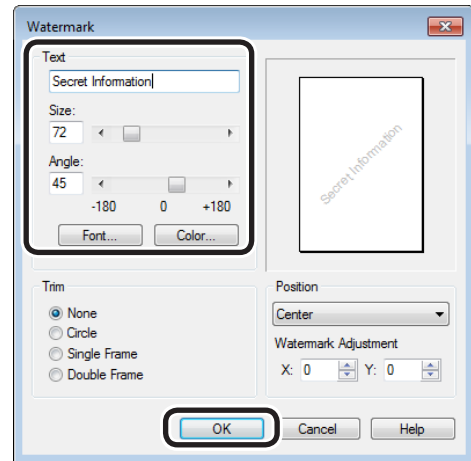 Watermark
Text
Secret Information
Size:
72
Angle:
45
-180 0 +180
Font... Color...
Secret Information
Trim
None
Circle
Single Frame
Double Frame
Position
Center
Watermark Adjustment
X: 0 Y: 0
OK Cancel Help